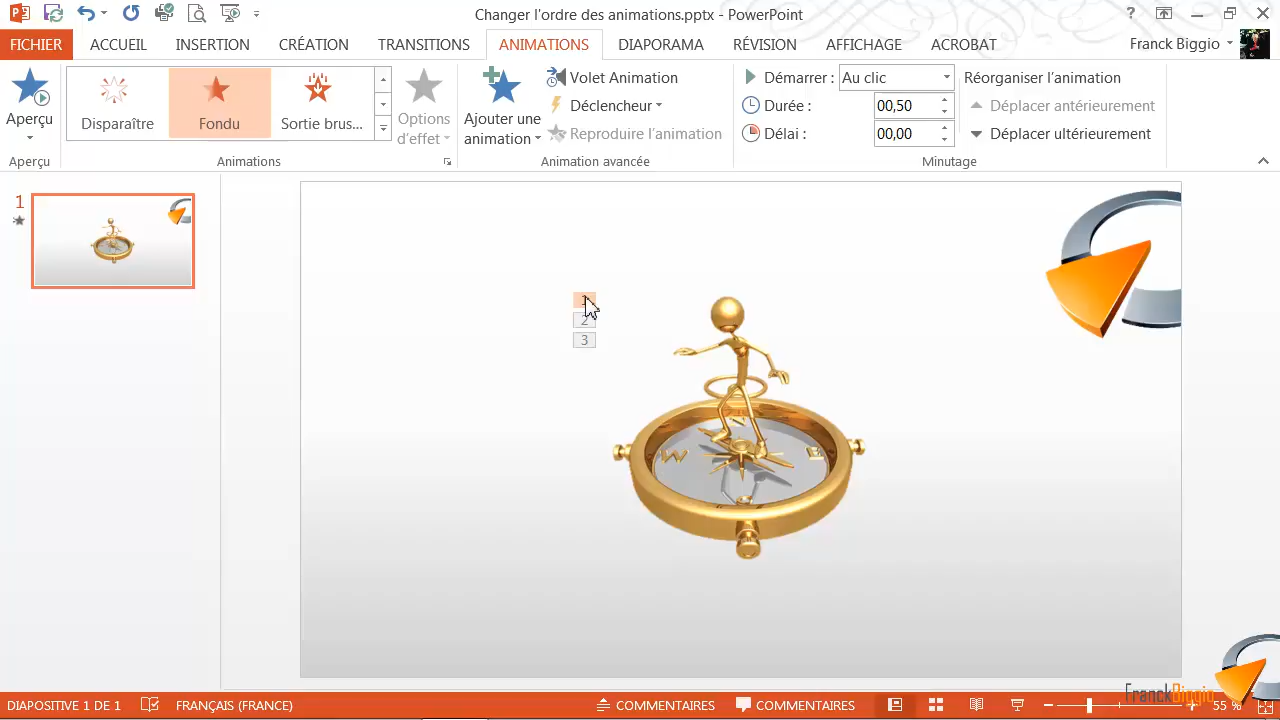 Changer l'ordre des animations.pptx - PowerPoint
?
FICHIER ACCUEIL INSERTION CRÉATION TRANSITIONS ANIMATIONS DIAPORAMA RÉVISION AFFICHAGE ACROBAT Franck Biggio
Aperçu
Disparaître
Fondu
Sortie brus...
Options d'effet
Ajouter une animation
Volet Animation
Déclencheur
Reproduire l'animation
Démarrer : Au clic
Durée : 00,50
Délai : 00,00
Réorganiser l'animation
Déplacer antérieurement
Déplacer ultérieurement
Aperçu
Animations
Animation avancée
Minutage
1
2
3
W
E
DIAPOSITIVE 1 DE 1 FRANÇAIS (FRANCE) COMMENTAIRES COMMENTAIRES 55 %
FranckBiggio